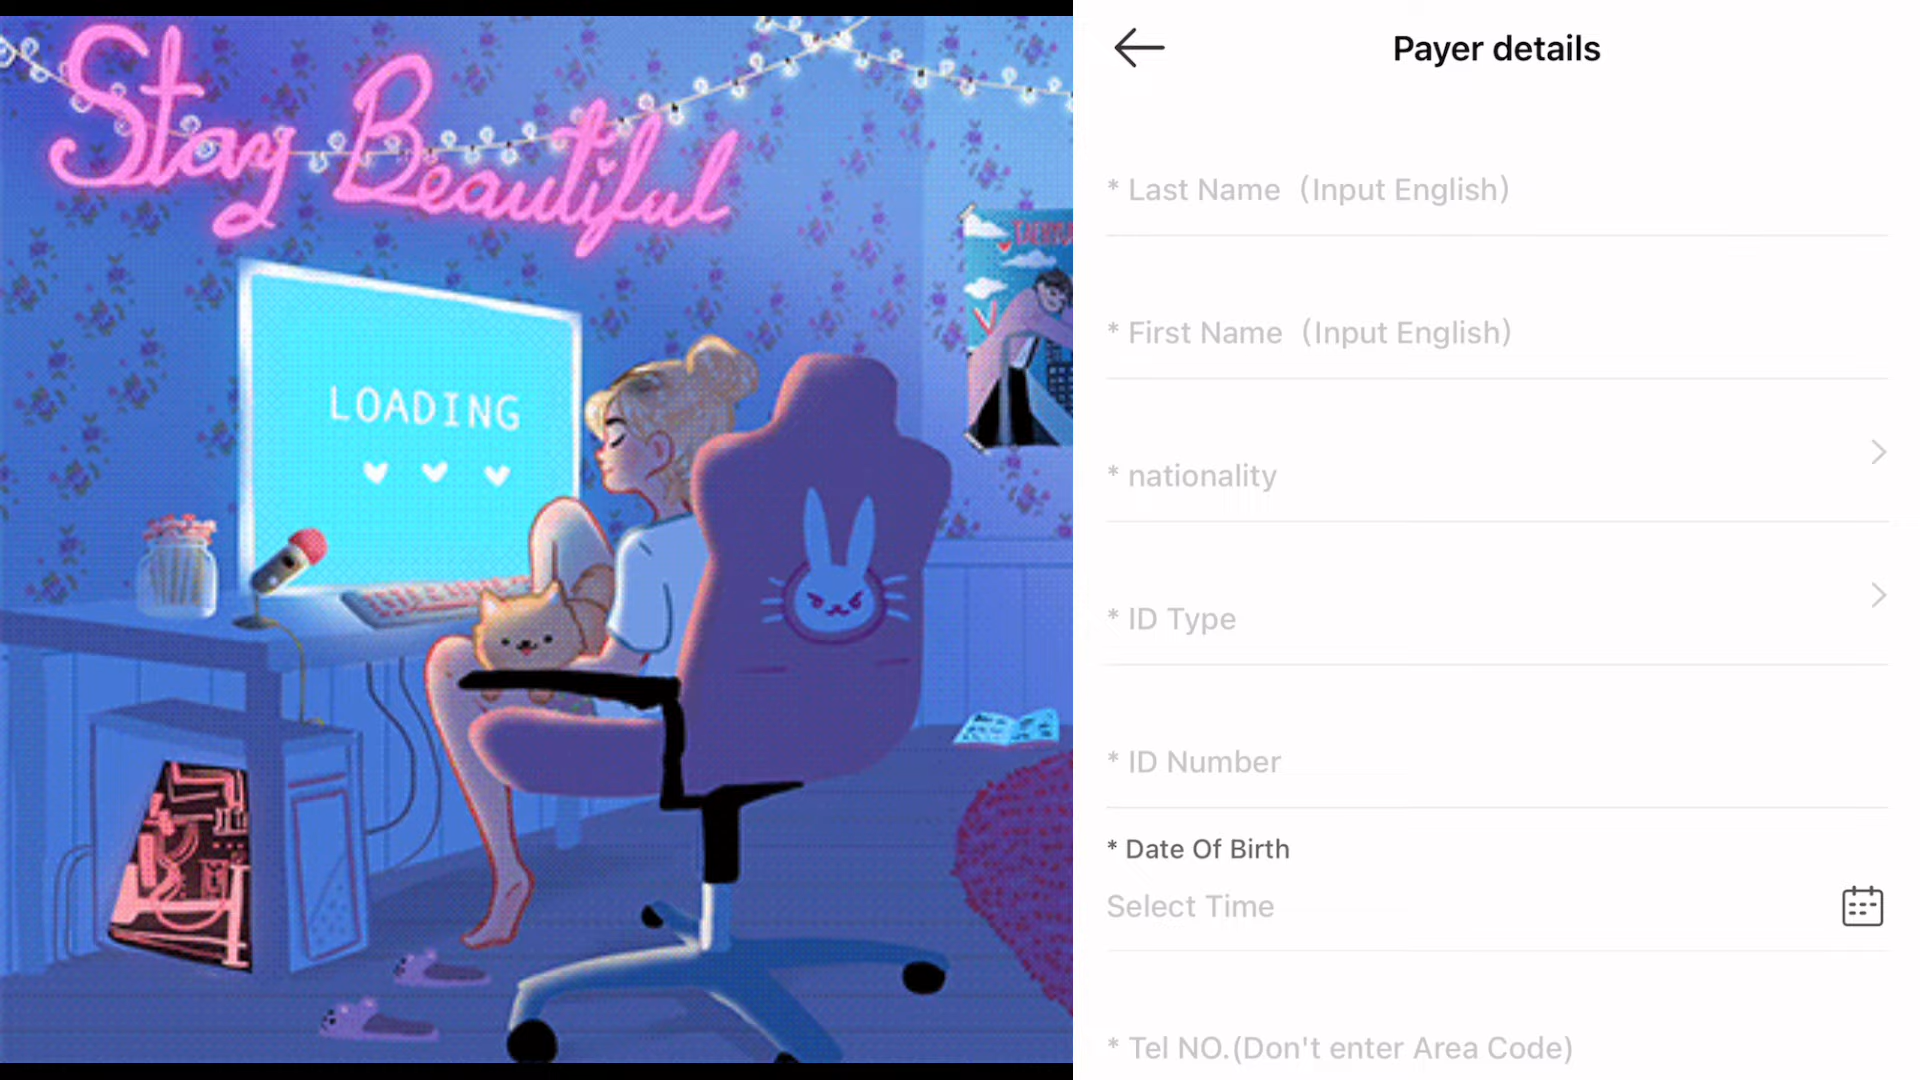 Stay Beautiful
LOADING
Payer details
* Last Name（Input English）
* First Name（Input English）
* nationality
* ID Type
* ID Number
* Date Of Birth
Select Time
* Tel NO.(Don't enter Area Code)